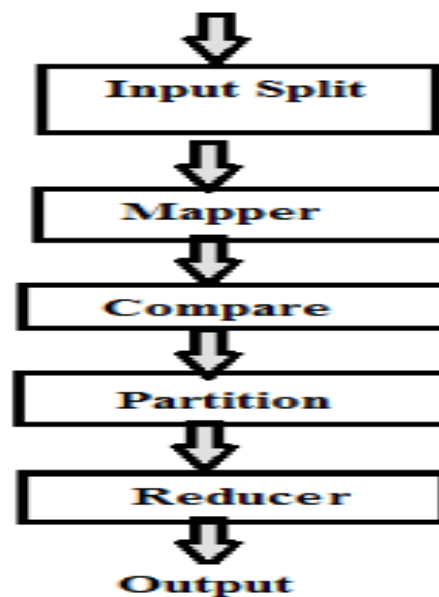 Input Split
Mapper
Compare
Partition
Reducer
Output